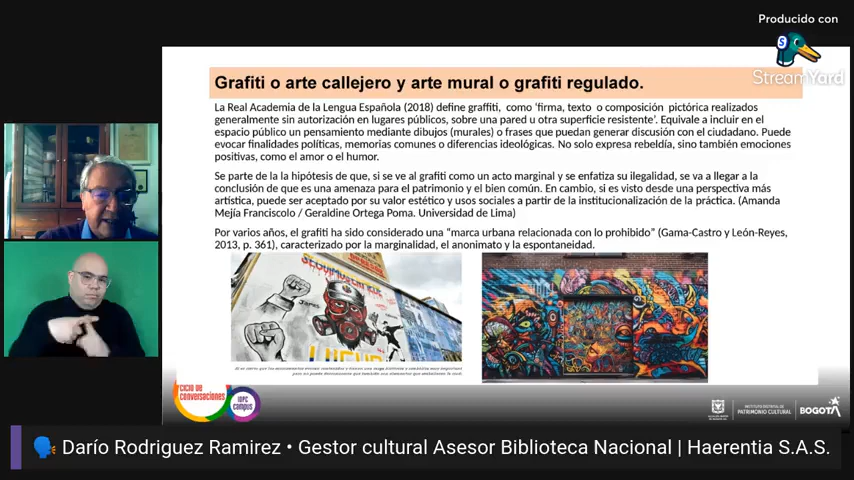 Producido con
StreamYard
Grafiti o arte callejero y arte mural o grafiti regulado.
La Real Academia de la Lengua Española (2018) define graffiti, como ‘firma, texto o composición pictórica realizados
generalmente sin autorización en lugares públicos, sobre una pared u otra superficie resistente’. Equivale a incluir en el
espacio público un pensamiento mediante dibujos (murales) o frases que puedan generar discusión con el ciudadano. Puede
evocar finalidades políticas, memorias comunes o diferencias ideológicas. No solo expresa rebeldía, sino también emociones
positivas, como el amor o el humor.
Se parte de la la hipótesis de que, si se ve al grafiti como un acto marginal y se enfatiza su ilegalidad, se va a llegar a la
conclusión de que es una amenaza para el patrimonio y el bien común. En cambio, si es visto desde una perspectiva más
artística, puede ser aceptado por su valor estético y usos sociales a partir de la institucionalización de la práctica. (Amanda
Mejía Franciscolo / Geraldine Ortega Poma. Universidad de Lima)
Por varios años, el grafiti ha sido considerado una “marca urbana relacionada con lo prohibido” (Gama-Castro y León-Reyes,
2013, p. 361), caracterizado por la marginalidad, el anonimato y la espontaneidad.
CICLO DE
CONVERSACIONES
IDPC
CAMPUS
INSTITUTO DISTRITAL DE
PATRIMONIO CULTURAL
BOGOTÁ
Darío Rodriguez Ramirez • Gestor cultural Asesor Biblioteca Nacional | Haerentia S.A.S.